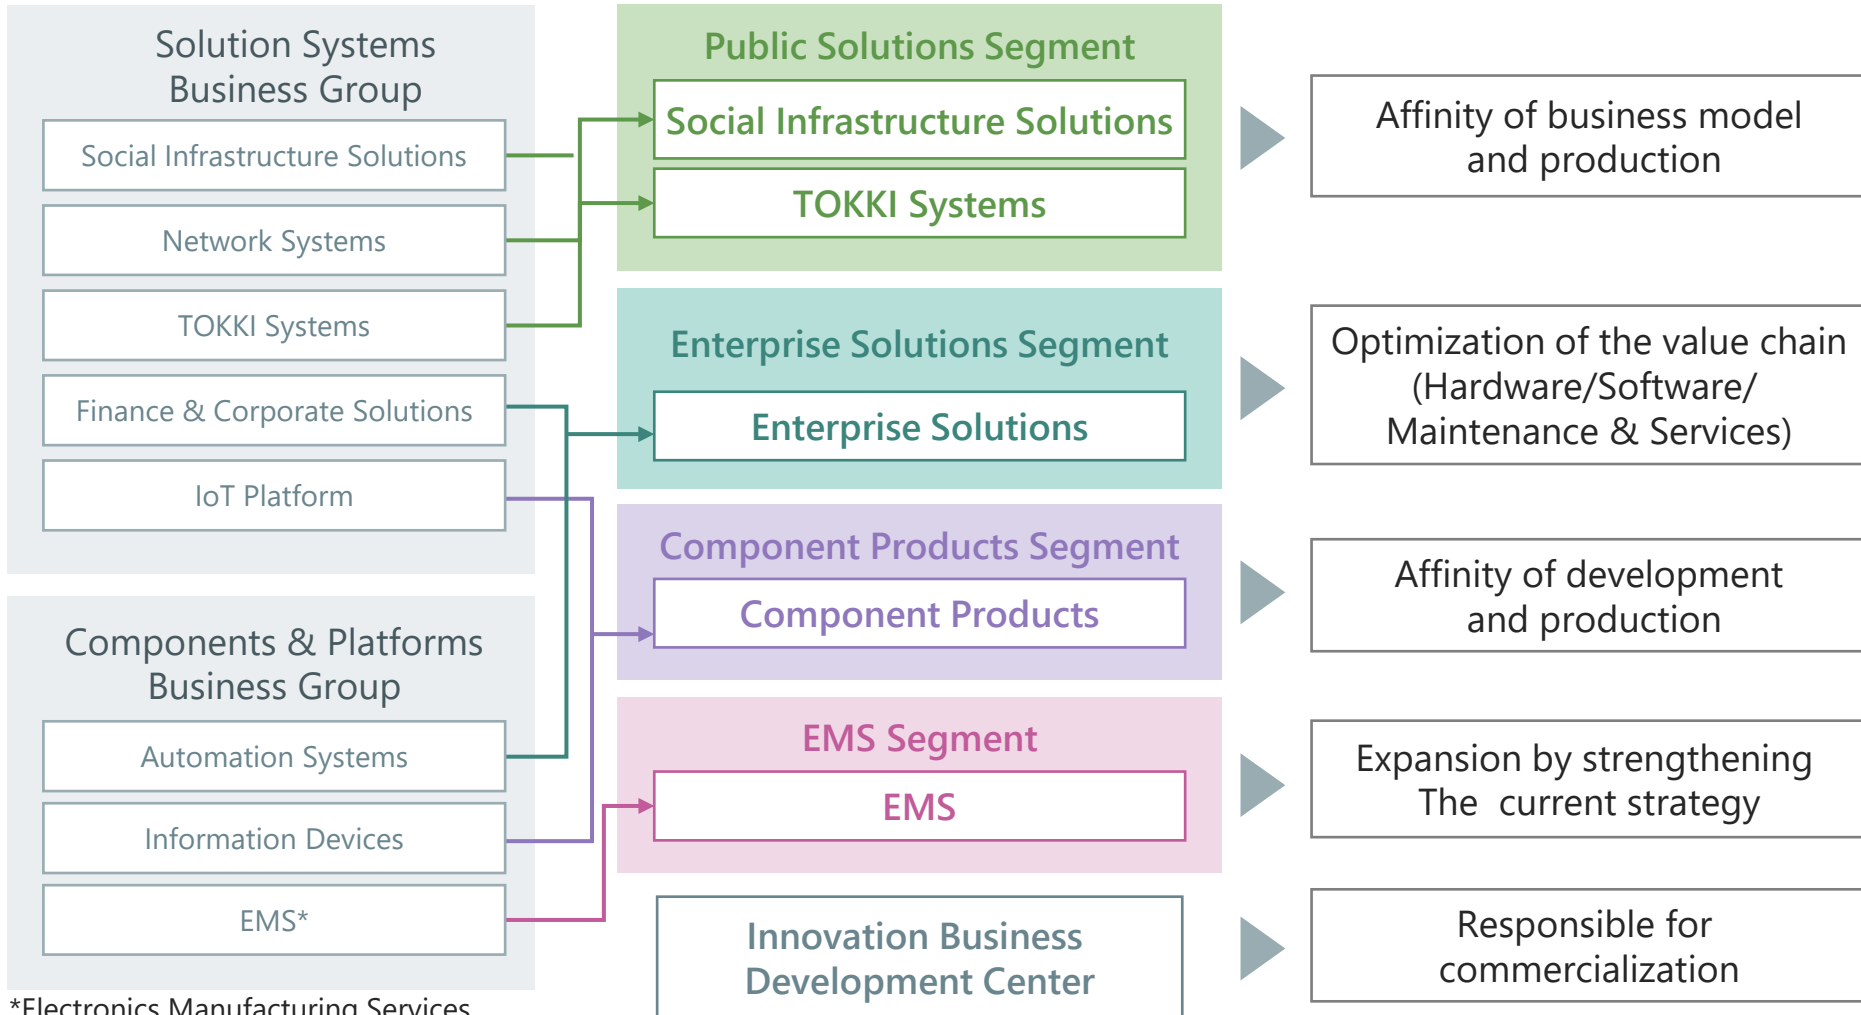 Solution Systems
Business Group
Social Infrastructure Solutions
Network Systems
TOKKI Systems
Finance & Corporate Solutions
IoT Platform
Components & Platforms
Business Group
Automation Systems
Information Devices
EMS*
*Electronics Manufacturing Services
Public Solutions Segment
Social Infrastructure Solutions
TOKKI Systems
Enterprise Solutions Segment
Enterprise Solutions
Component Products Segment
Component Products
EMS Segment
EMS
Innovation Business
Development Center
Affinity of business model
and production
Optimization of the value chain
(Hardware/Software/
Maintenance & Services)
Affinity of development
and production
Expansion by strengthening
The  current strategy
Responsible for
commercialization